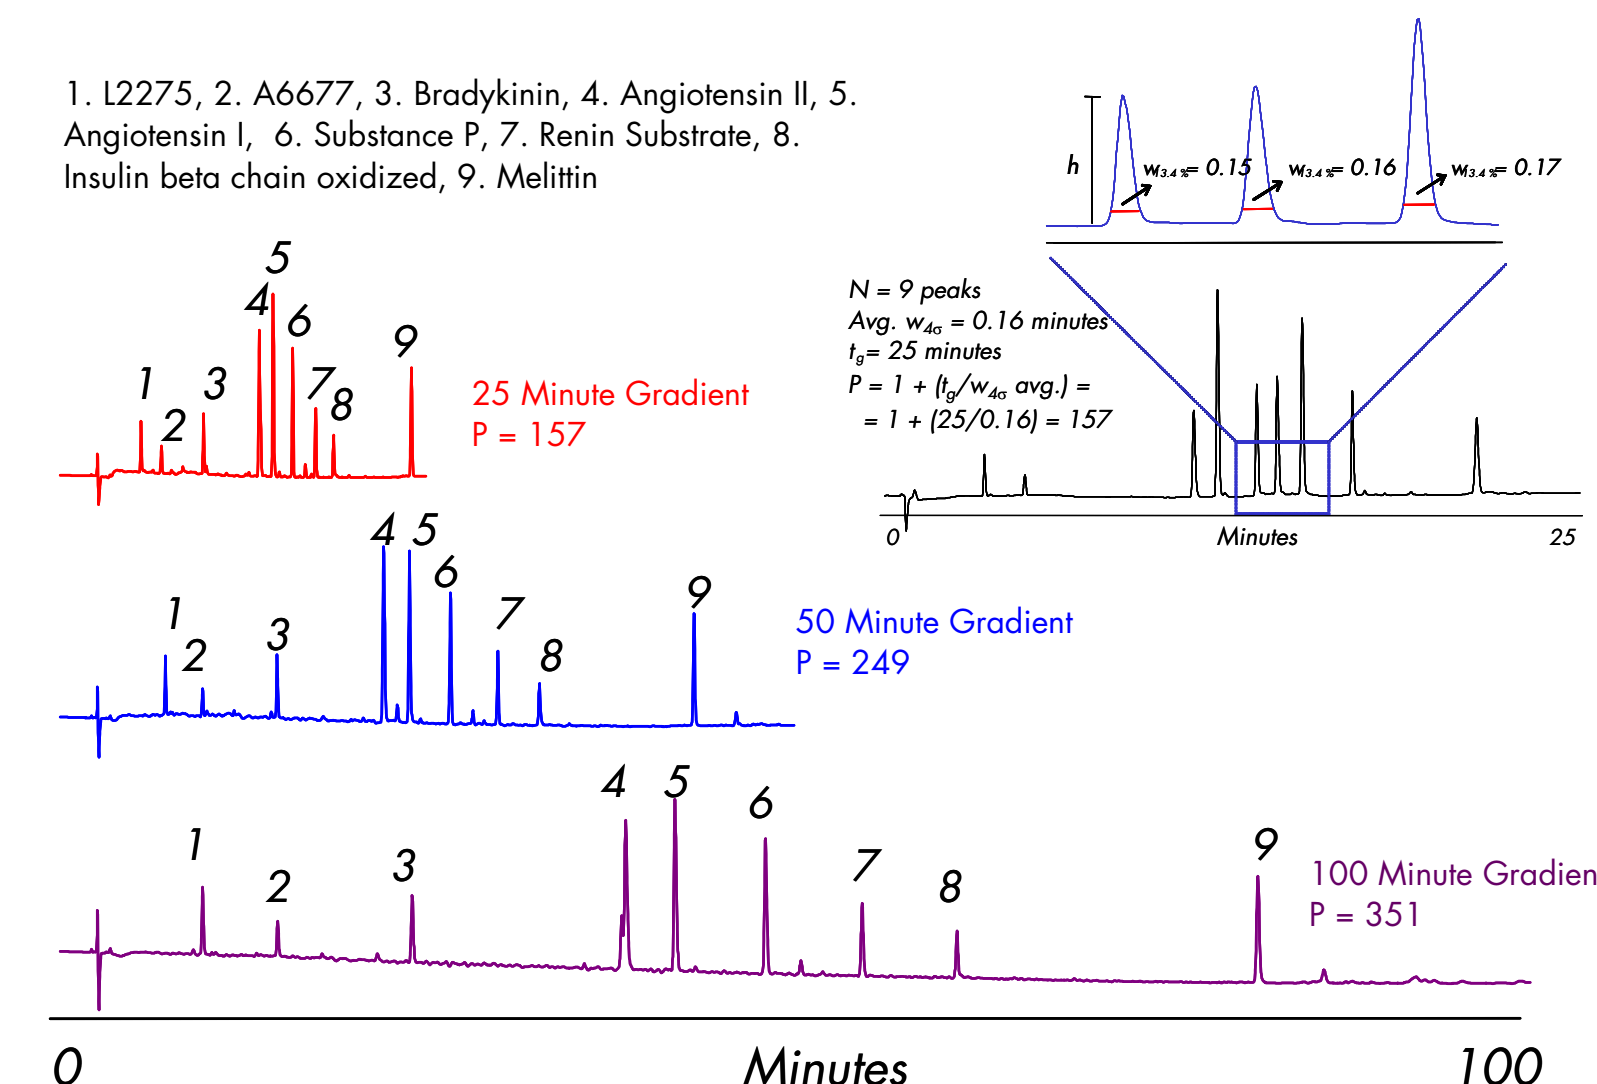 1. L2275, 2. A6677, 3. Bradykinin, 4. Angiotensin II, 5.
Angiotensin I,  6. Substance P, 7. Renin Substrate, 8.
Insulin beta chain oxidized, 9. Melittin
h
w13.4 %= 0.15
w13.4 %= 0.16
w13.4 %= 0.17
N = 9 peaks
Avg. w4σ = 0.16 minutes
tg= 25 minutes
P = 1 + (tg/w4σ avg.) =
= 1 + (25/0.16) = 157
0
Minutes
25
1
2
3
4
5
6
7
8
9
25 Minute Gradient
P = 157
1
2
3
4
5
6
7
8
9
50 Minute Gradient
P = 249
1
2
3
4
5
6
7
8
9
100 Minute Gradien
P = 351
0
Minutes
100